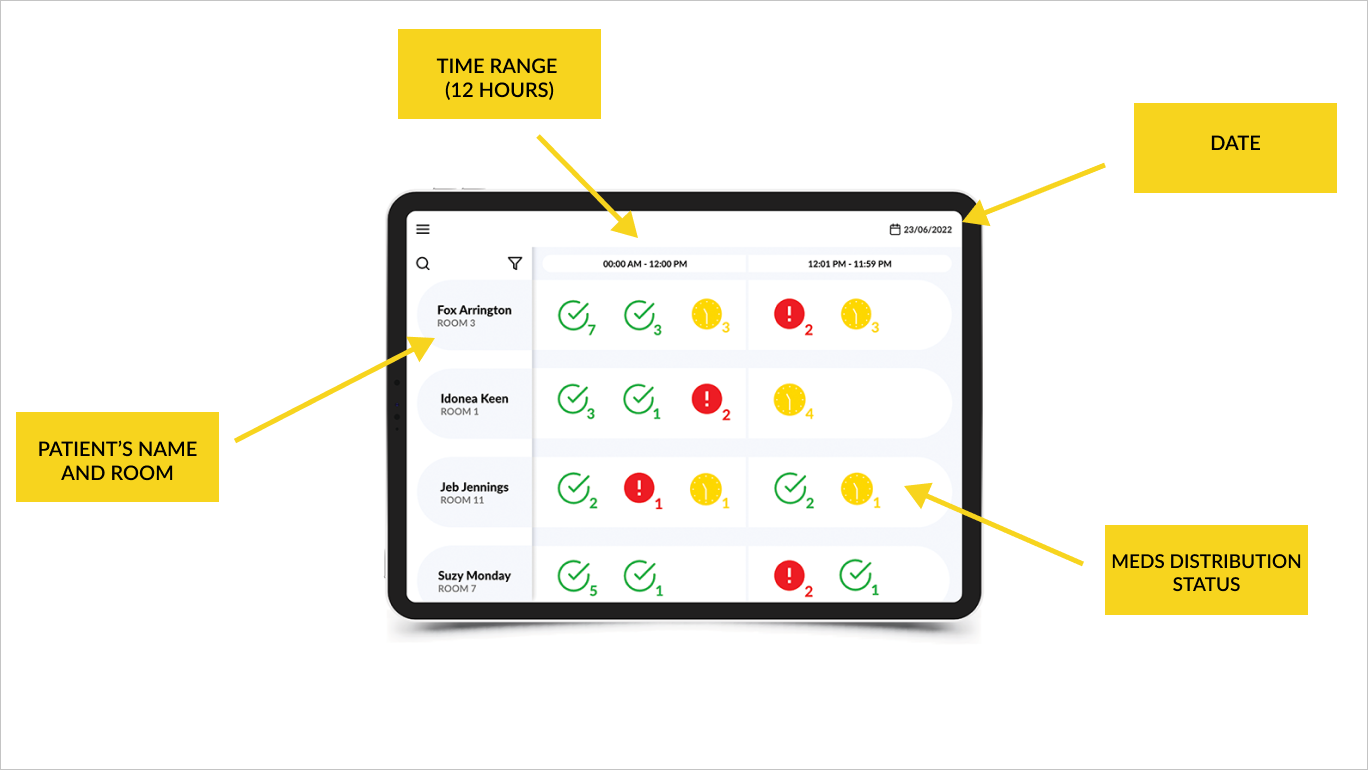 TIME RANGE
(12 HOURS)
DATE
23/06/2022
00:00 AM - 12:00 PM
12:01 PM - 11:59 PM
Fox Arrington
ROOM 3
7
3
3
!
2
3
PATIENT'S NAME
AND ROOM
Idonea Keen
ROOM 1
3
1
!
2
4
Jeb Jennings
ROOM 11
2
!
1
1
2
1
MEDS DISTRIBUTION
STATUS
Suzy Monday
ROOM 7
5
1
!
2
1